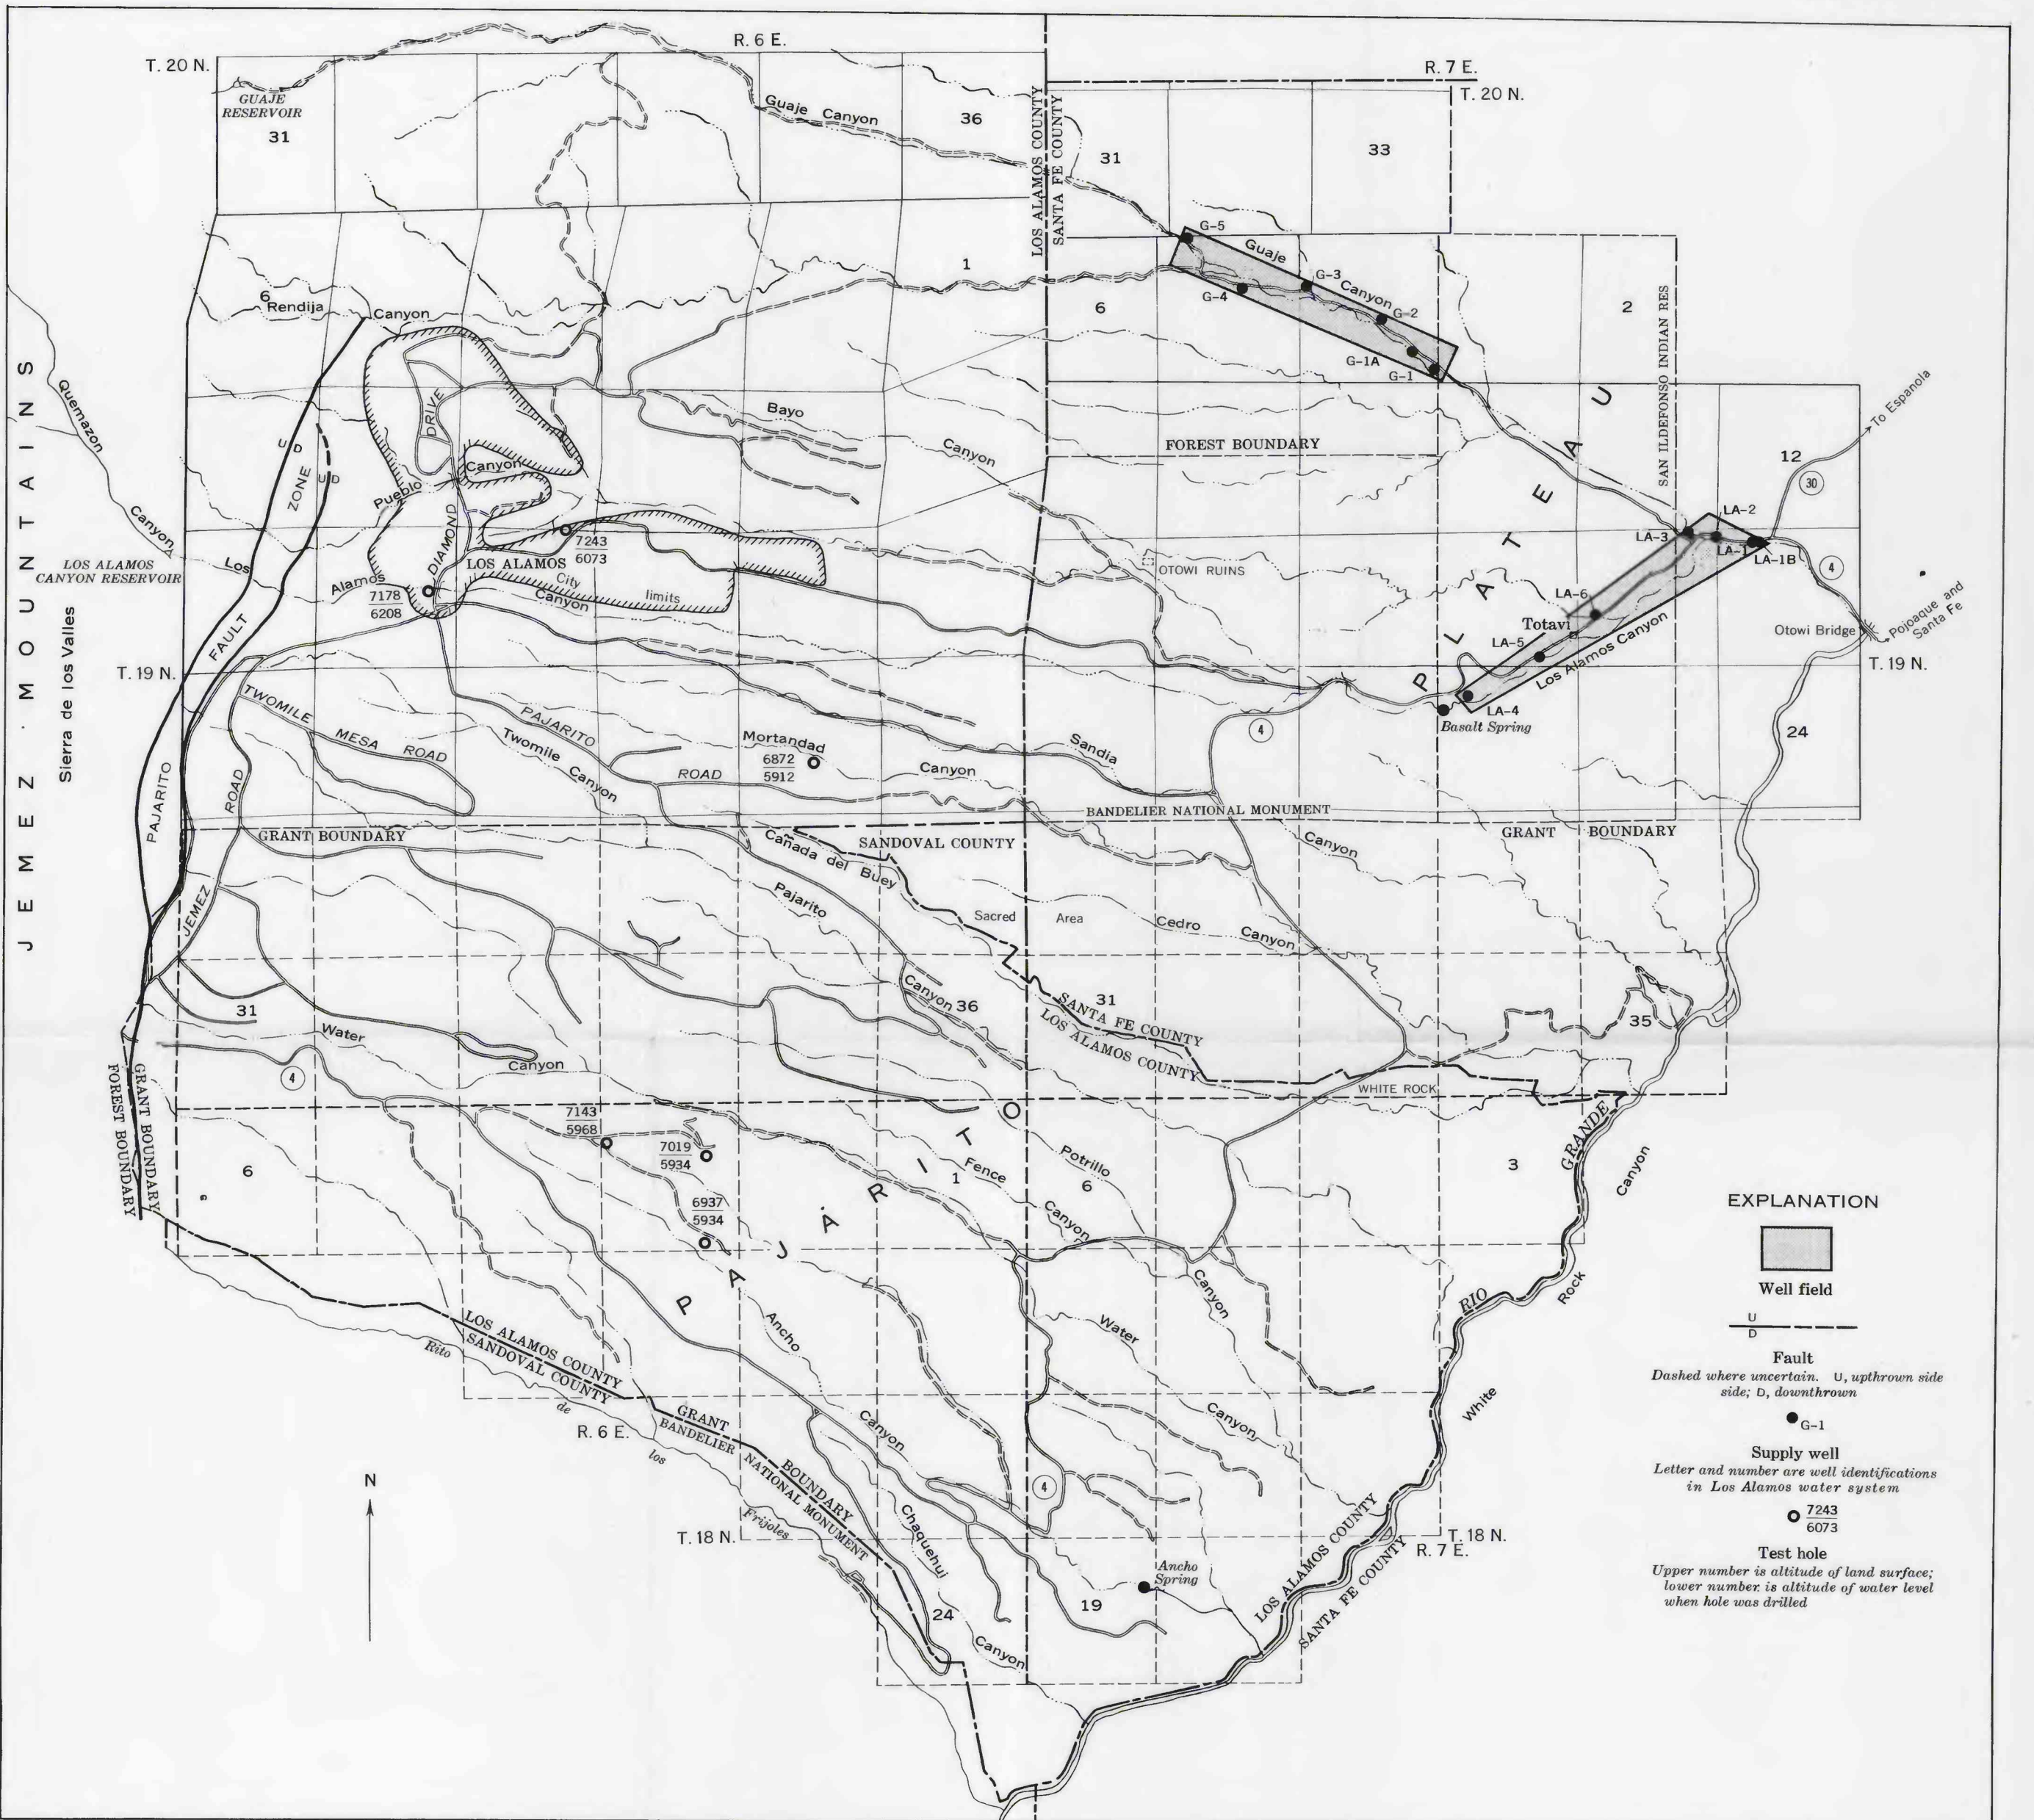 R. 6 E.
T. 20 N.
R. 7 E.
T. 20 N.
GUAJE
RESERVOIR
31
Guaje Canyon
36
LOS ALAMOS COUNTY
SANTA FE COUNTY
31
33
G-5
Guaje
Canyon
G-3
G-4
G-2
G-1A
G-1
1
6
2
6
Rendija
Canyon
SAN ILDEFONSO INDIAN RES
JEMEZ MOUNTAINS
Sierra de los Valles
Quemazon
Canyon
LOS ALAMOS
CANYON RESERVOIR
U
D
U D
FAULT
ZONE
DRIVE
DIAMOND
Pueblo
Canyon
Bayo
Canyon
FOREST BOUNDARY
To Espanola
12
30
LA-2
LA-3
LA-1
LA-1B
4
7243
6073
LOS ALAMOS
City
limits
Los
Alamos
Canyon
7178
6208
OTOWI RUINS
LA-6
Totavi
LA-5
Los Alamos Canyon
LA-4
Basalt Spring
Otowi Bridge
Pojoaque and
Santa Fe
T. 19 N.
T. 19 N.
PLATEAU
TWOMILE
MESA ROAD
PAJARITO
ROAD
Twomile Canyon
Mortandad
6872
5912
Canyon
Sandia
4
24
JEMEZ
ROAD
PAJARITO
BANDELIER NATIONAL MONUMENT
GRANT BOUNDARY
SANDOVAL COUNTY
GRANT BOUNDARY
Canyon
Cañada del Buey
Pajarito
Sacred Area
Cedro Canyon
Canyon
36
31
SANTA FE COUNTY
LOS ALAMOS COUNTY
35
31
Water
Canyon
4
WHITE ROCK
GRANT BOUNDARY
FOREST BOUNDARY
7143
5968
7019
5934
6937
5934
6
PAJARITO
Fence
1
Potrillo
6
Canyon
3
RIO
GRANDE
Canyon
Rock
White
Canyon
Water
Canyon
EXPLANATION
Well field
U
D
Fault
Dashed where uncertain. U, upthrown side
side; D, downthrown
G-1
Supply well
Letter and number are well identifications
in Los Alamos water system
7243
6073
Test hole
Upper number is altitude of land surface;
lower number is altitude of water level
when hole was drilled
Ancho
Canyon
LOS ALAMOS COUNTY
SANDOVAL COUNTY
Rito
de
los
Frijoles
R. 6 E.
GRANT
BOUNDARY
BANDELIER
NATIONAL MONUMENT
N
4
T. 18 N.
T. 18 N.
R. 7 E.
LOS ALAMOS COUNTY
SANTA FE COUNTY
Chaquehui
Canyon
Ancho
Spring
19
24